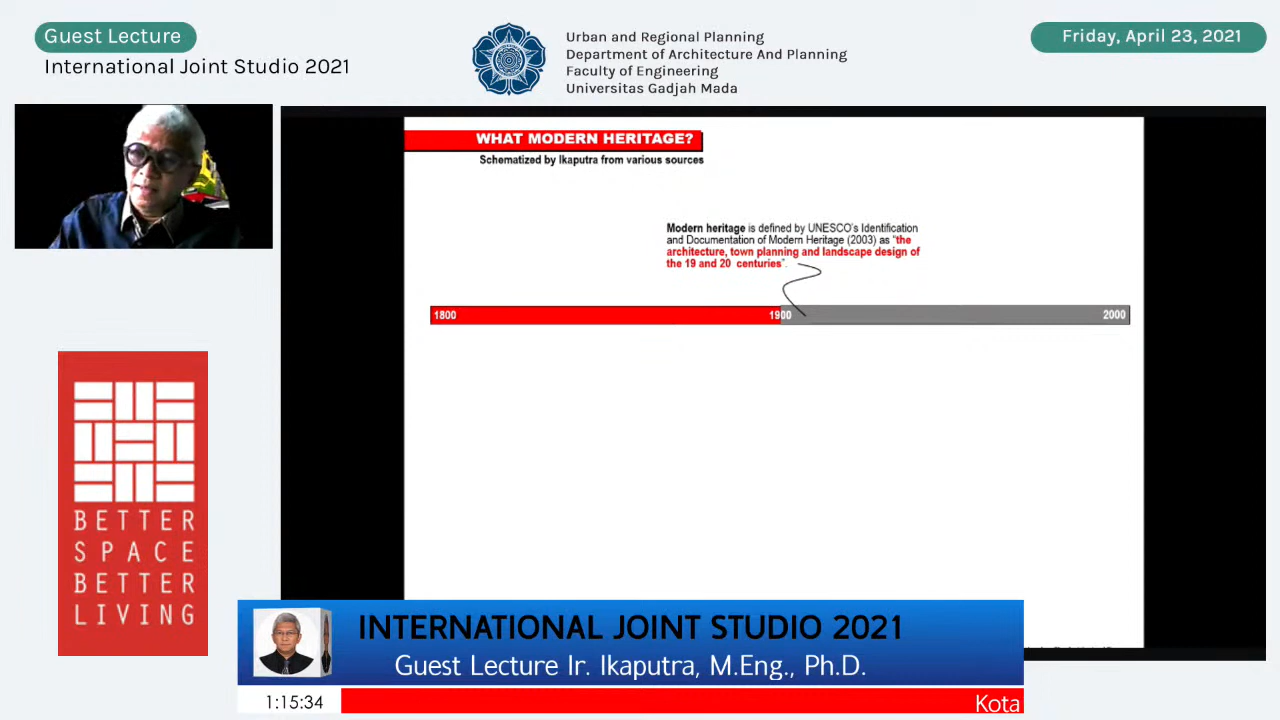 Guest Lecture
International Joint Studio 2021
Urban and Regional Planning
Department of Architecture And Planning
Faculty of Engineering
Universitas Gadjah Mada
Friday, April 23, 2021
WHAT MODERN HERITAGE?
Schematized by Ikaputra from various sources
Modern heritage is defined by UNESCO's Identification
and Documentation of Modern Heritage (2003) as "the
architecture, town planning and landscape design of
the 19 and 20 centuries".
1800 1900 2000
BETTER
SPACE
BETTER
LIVING
INTERNATIONAL JOINT STUDIO 2021
Guest Lecture Ir. Ikaputra, M.Eng., Ph.D.
1:15:34
Kota